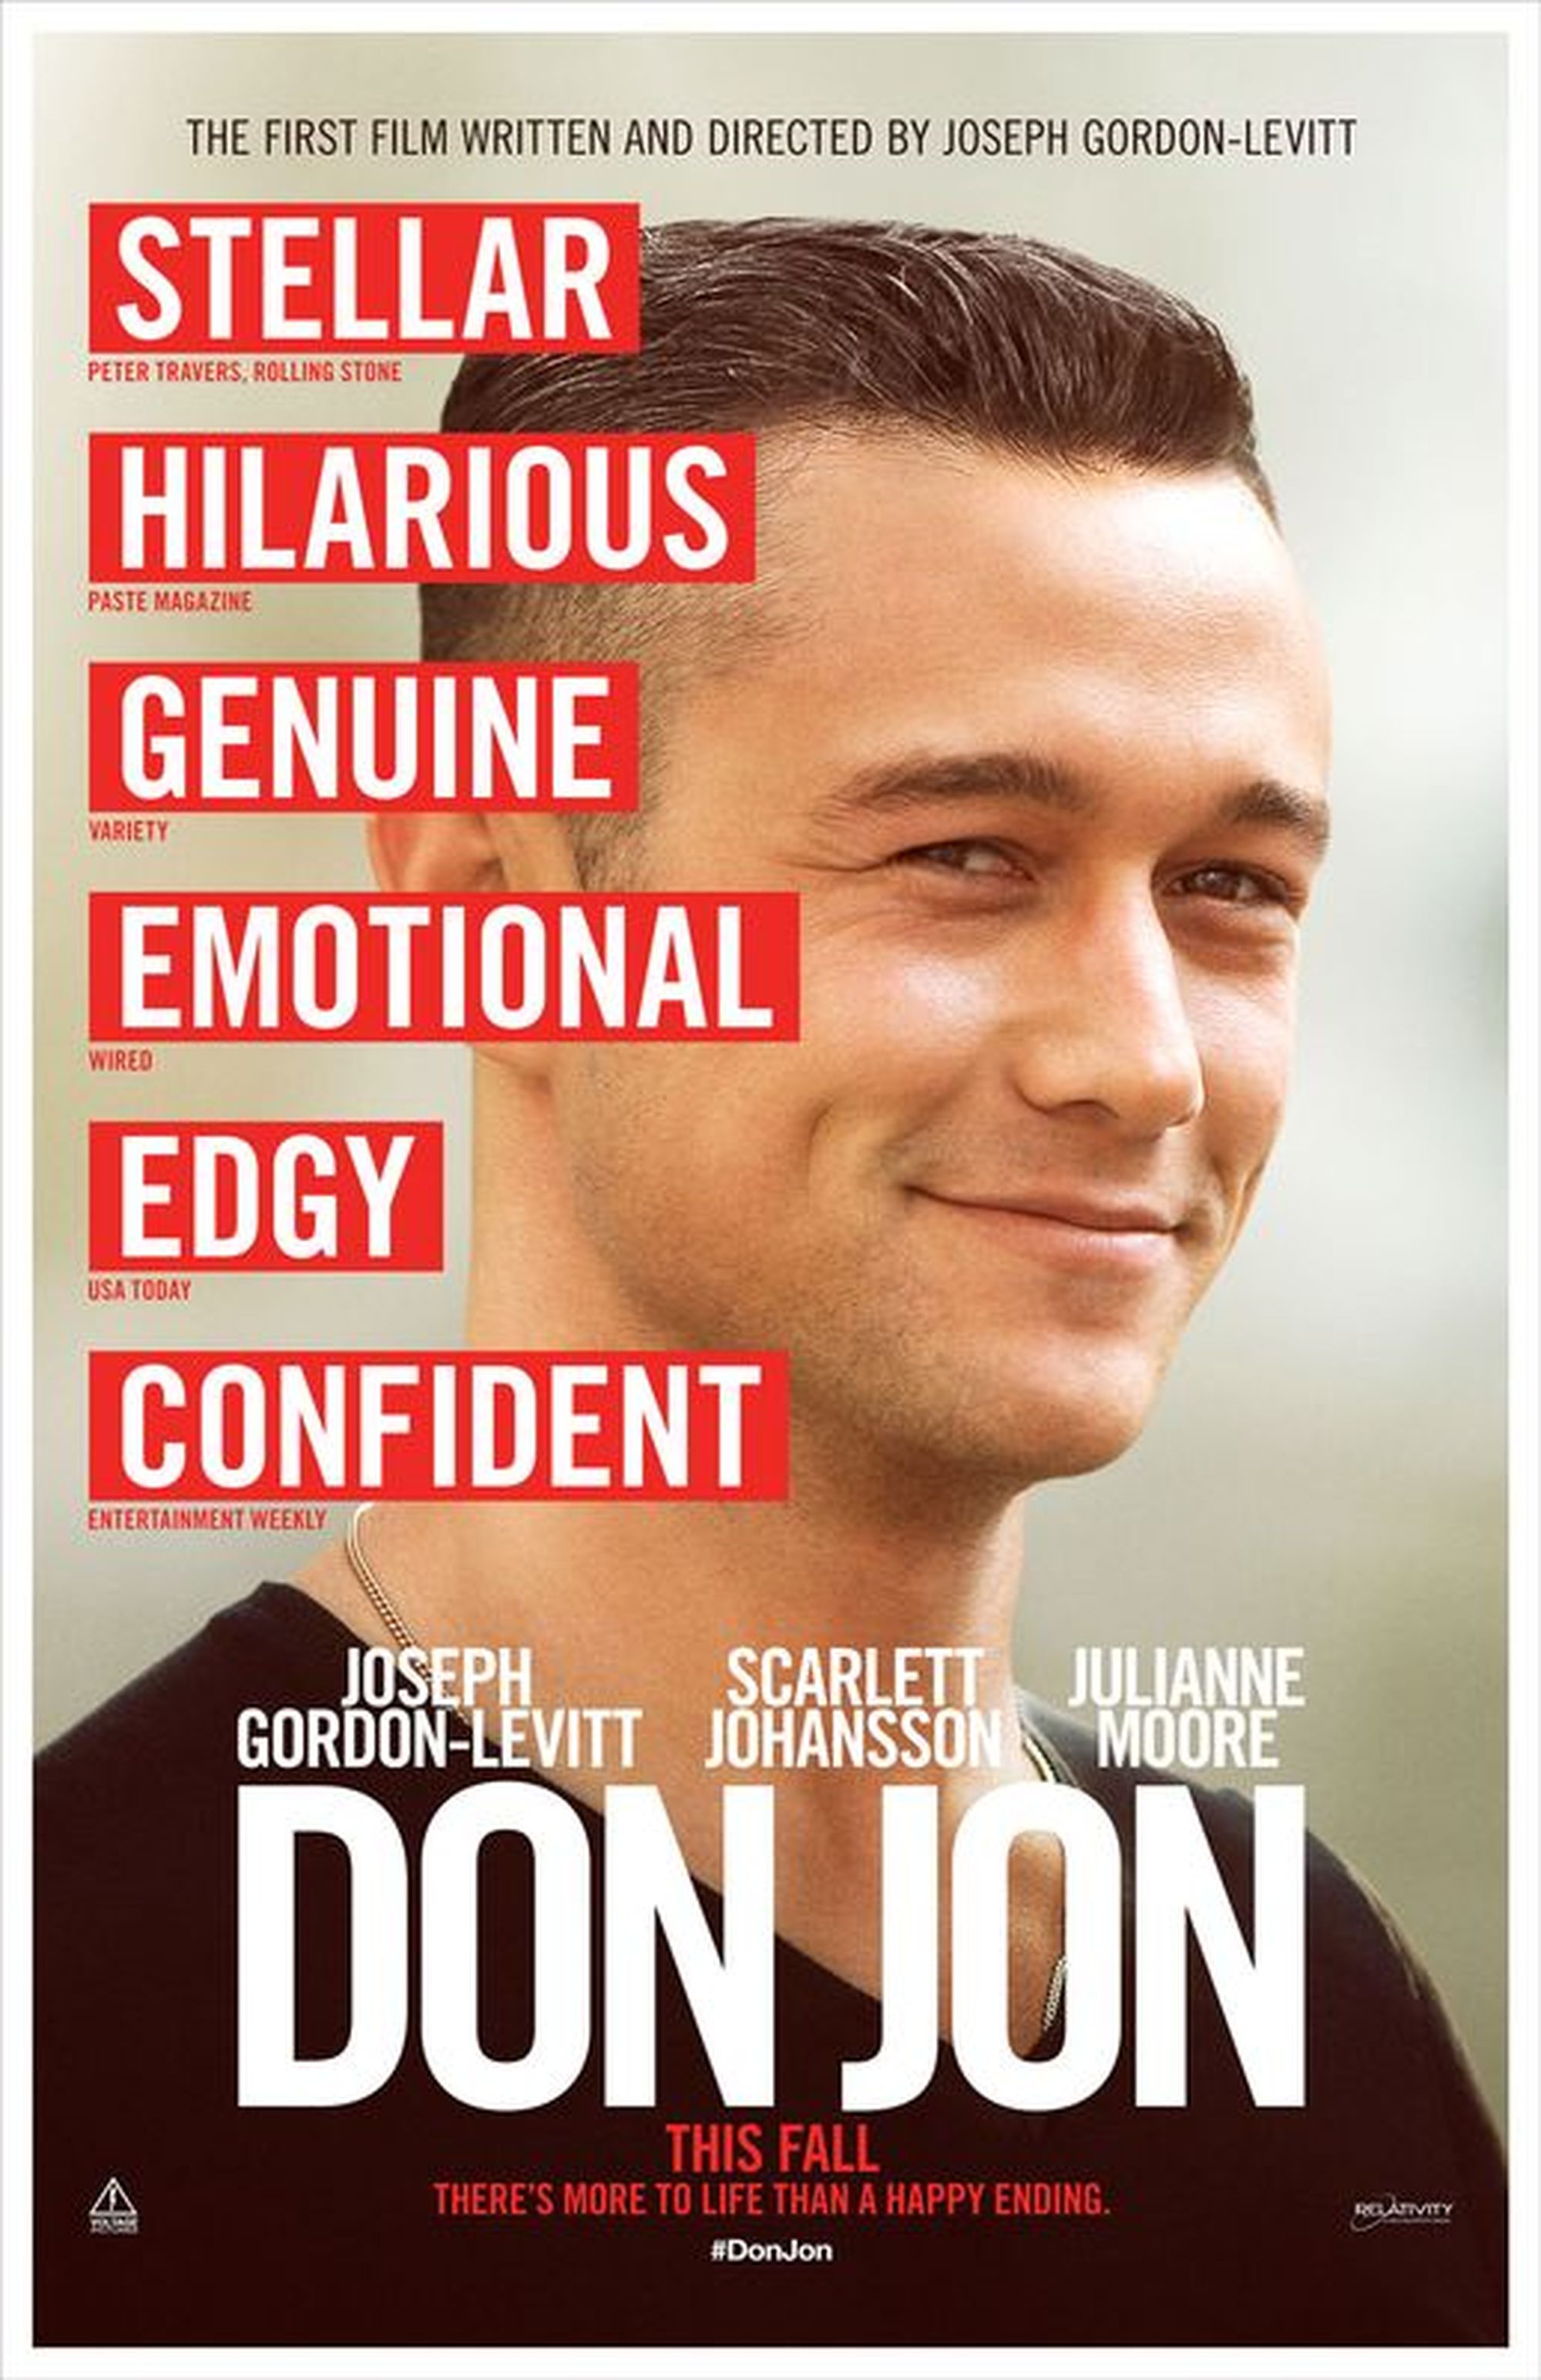 THE FIRST FILM WRITTEN AND DIRECTED BY JOSEPH GORDON-LEVITT
STELLAR
PETER TRAVERS, ROLLING STONE
HILARIOUS
PASTE MAGAZINE
GENUINE
VARIETY
EMOTIONAL
WIRED
EDGY
USA TODAY
CONFIDENT
ENTERTAINMENT WEEKLY
JOSEPH
GORDON-LEVITT
SCARLETT
JOHANSSON
JULIANNE
MOORE
DON JON
THIS FALL
THERE'S MORE TO LIFE THAN A HAPPY ENDING.
#DonJon
VOLTAGE
PICTURES
RELATIVITY